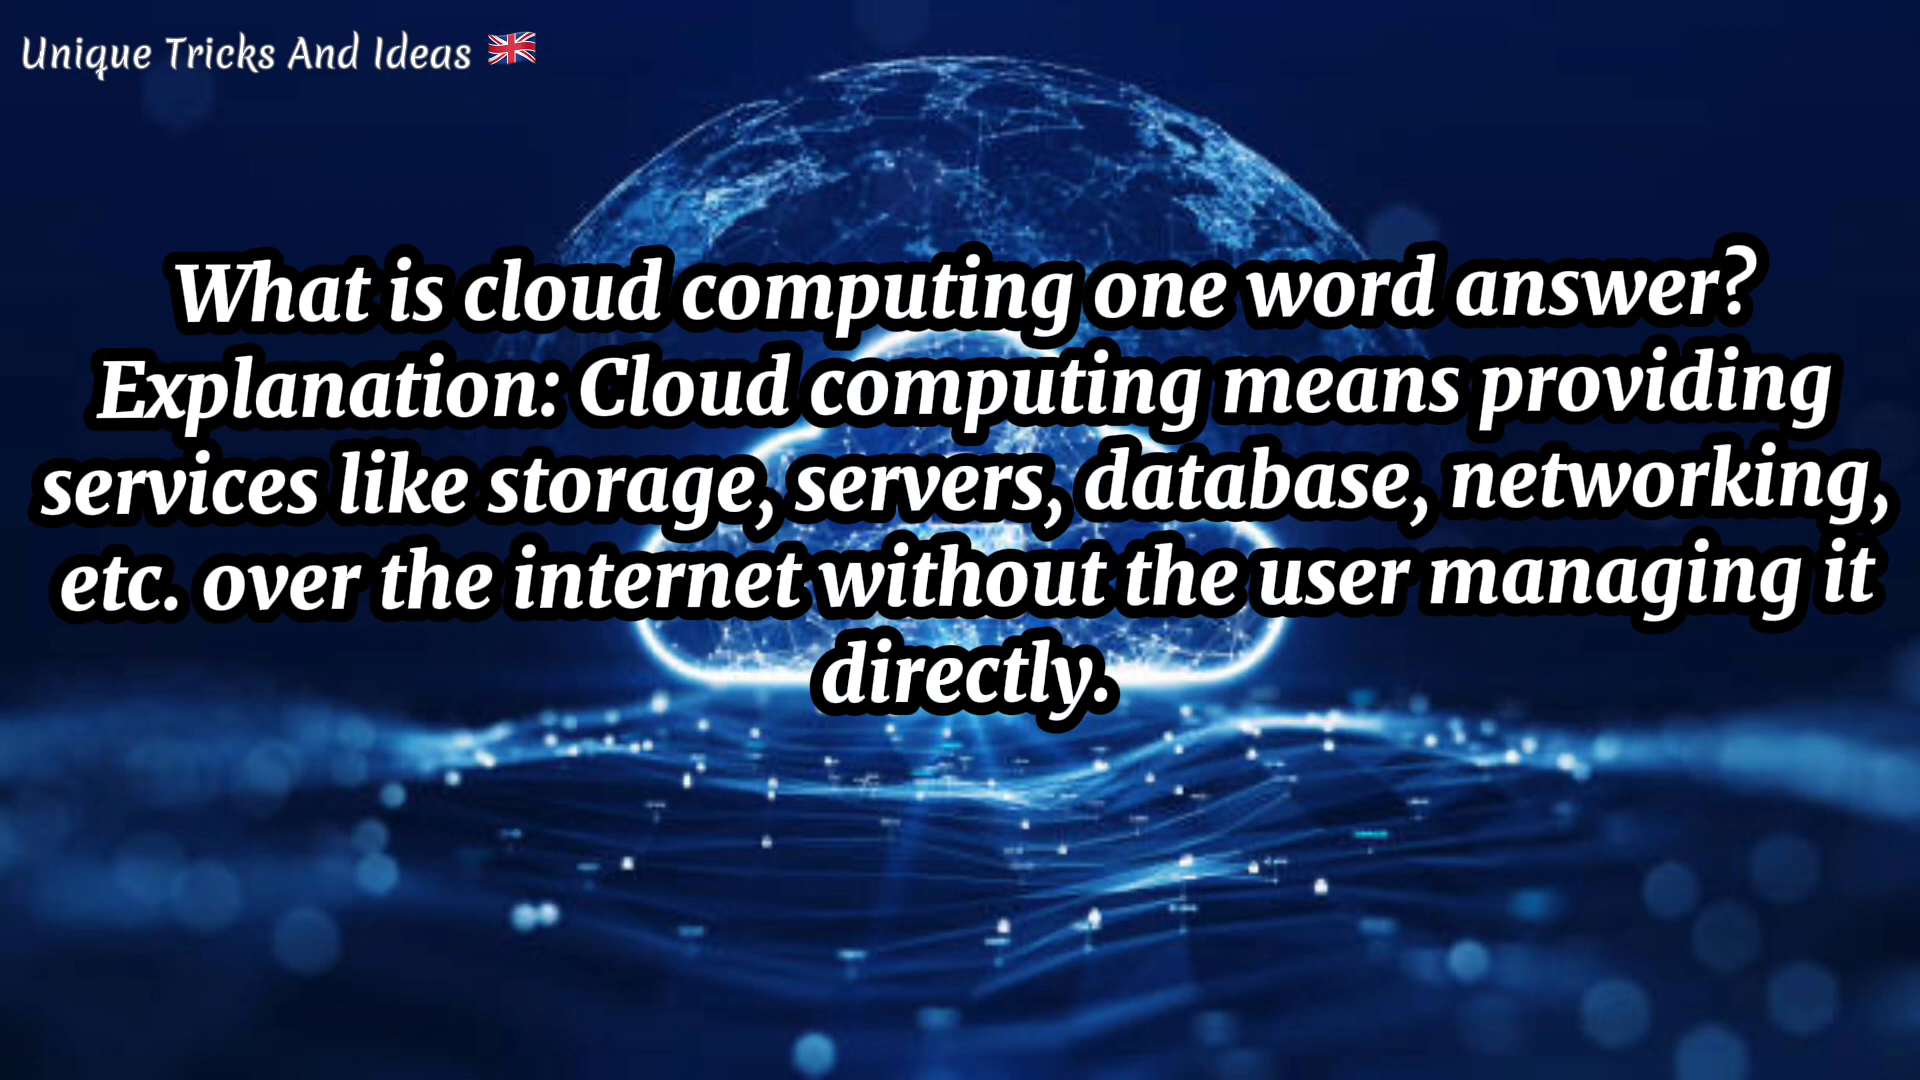 Unique Tricks And Ideas 🇬🇧
What is cloud computing one word answer?
Explanation: Cloud computing means providing
services like storage, servers, database, networking,
etc. over the internet without the user managing it
directly.